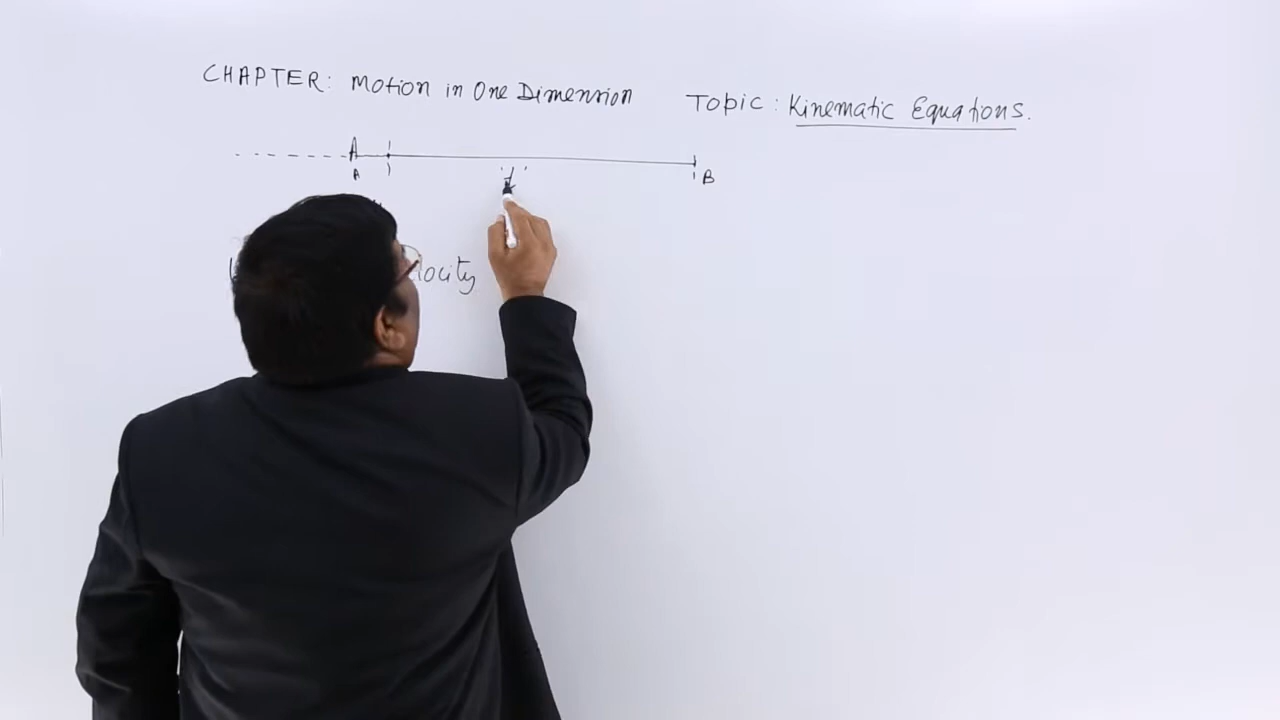 CHAPTER: Motion in One Dimension
Topic: Kinematic Equations.
A
A
B